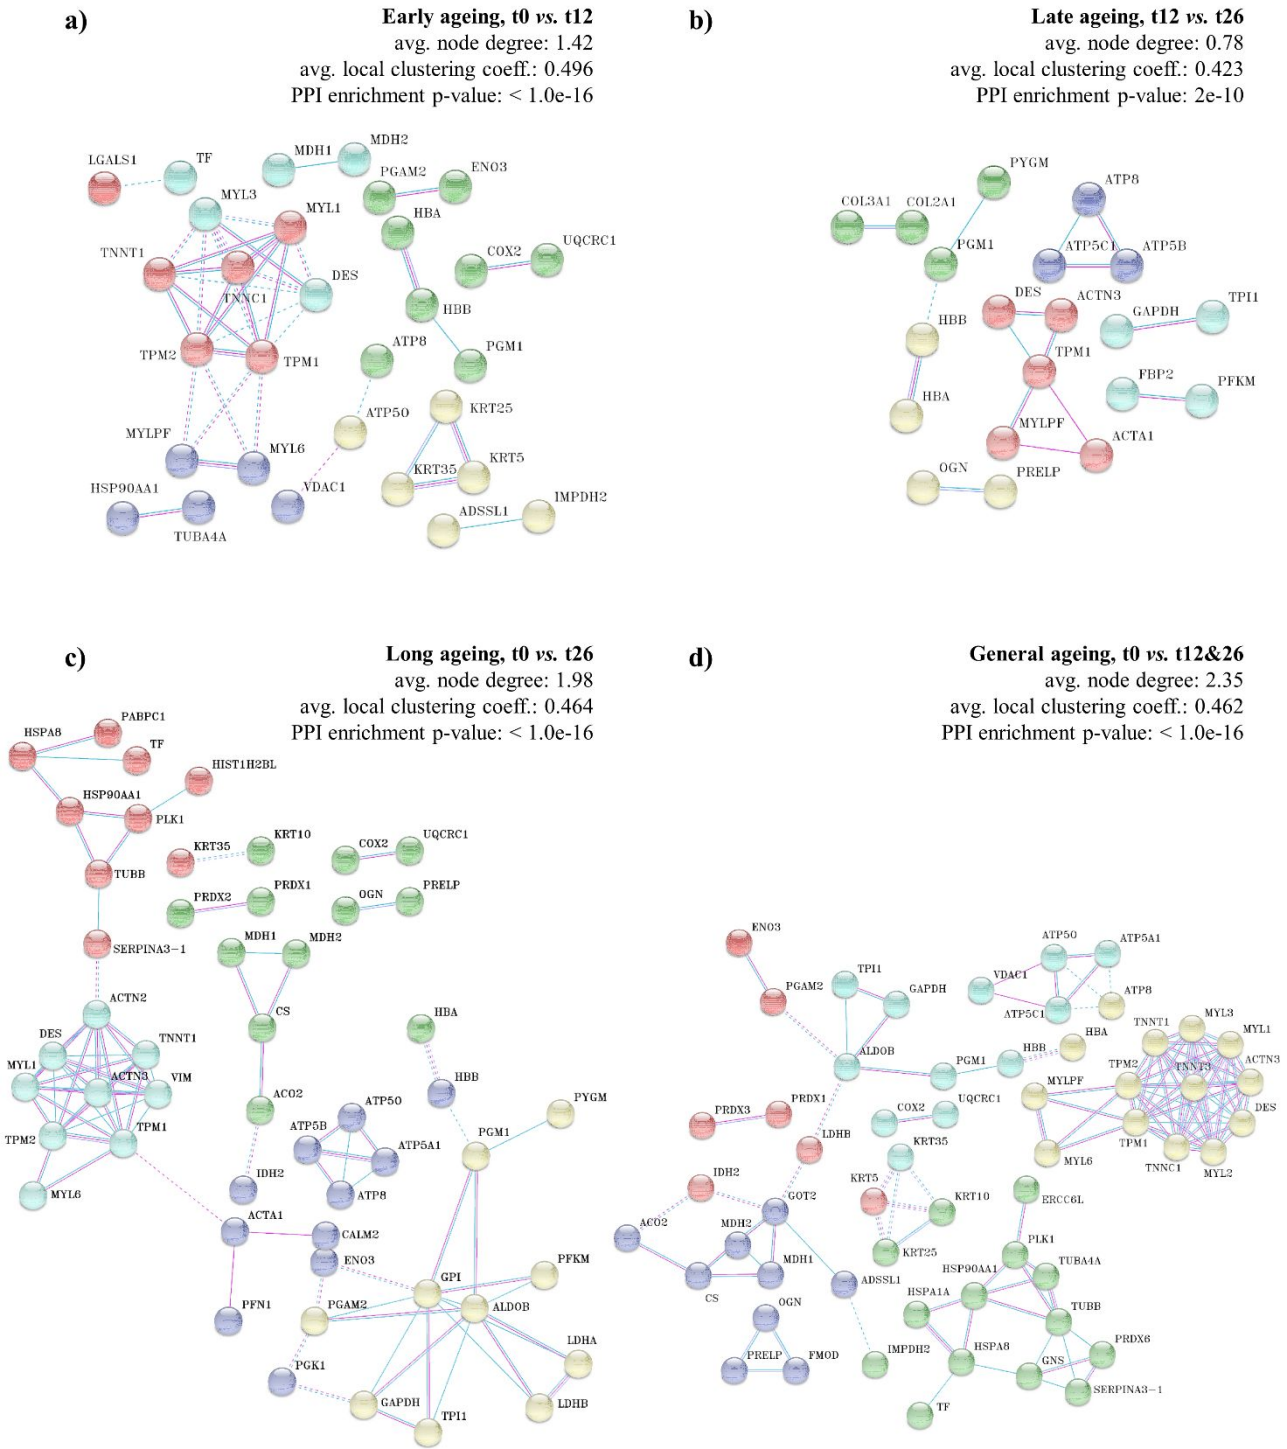 a)
Early ageing, t0 vs. t12
avg. node degree: 1.42
avg. local clustering coeff.: 0.496
PPI enrichment p-value: < 1.0e-16
LGALS1
TF
MDH1
MDH2
PGAM2
ENO3
MYL3
MYL1
HBA
UQCRC1
COX2
TNNT1
TNNC1
DES
HBB
TPM2
TPM1
ATP8
PGM1
ATP5O
KRT25
MYLPF
MYL6
KRT35
KRT5
HSP90AA1
TUBA4A
VDAC1
ADSSL1
IMPDH2
b)
Late ageing, t12 vs. t26
avg. node degree: 0.78
avg. local clustering coeff.: 0.423
PPI enrichment p-value: 2e-10
PYGM
ATP8
COL3A1
COL2A1
PGM1
ATP5C1
ATP5B
DES
ACTN3
TPI1
GAPDH
HBB
TPM1
FBP2
PFKM
HBA
MYLPF
ACTA1
OGN
PRELP
c)
Long ageing, t0 vs. t26
avg. node degree: 1.98
avg. local clustering coeff.: 0.464
PPI enrichment p-value: < 1.0e-16
PABPC1
HSPA8
TF
HIST1H2BL
HSP90AA1
PLK1
KRT35
KRT10
COX2
UQCRC1
TUBB
PRDX2
PRDX1
OGN
PRELP
SERPINA3-1
MDH1
MDH2
ACTN2
CS
HBA
DES
TNNT1
MYL1
ACTN3
VIM
HBB
ACO2
ATP5O
PYGM
TPM2
TPM1
ATP5B
ATP5A1
PGM1
IDH2
ATP8
MYL6
ACTA1
CALM2
ENO3
PFKM
GPI
PFN1
PGAM2
ALDOB
LDHA
PGK1
GAPDH
LDHB
TPI1
d)
General ageing, t0 vs. t12&26
avg. node degree: 2.35
avg. local clustering coeff.: 0.462
PPI enrichment p-value: < 1.0e-16
ENO3
ATP5O
ATP5A1
TPI1
VDAC1
PGAM2
GAPDH
ATP8
ATP5C1
MYL3
TNNT1
MYL1
HBA
ALDOB
HBB
ACTN3
PGM1
TPM2
TNNT3
MYLPF
PRDX1
UQCRC1
PRDX3
COX2
DES
TPM1
LDHB
KRT35
MYL6
TNNC1
MYL2
IDH2
KRT5
GOT2
KRT10
ERCC6L
ACO2
MDH2
KRT25
PLK1
MDH1
TUBA4A
HSP90AA1
CS
ADSSL1
HSPA1A
OGN
TUBB
PRDX6
PRELP
FMOD
IMPDH2
HSPA8
GNS
SERPINA3-1
TF